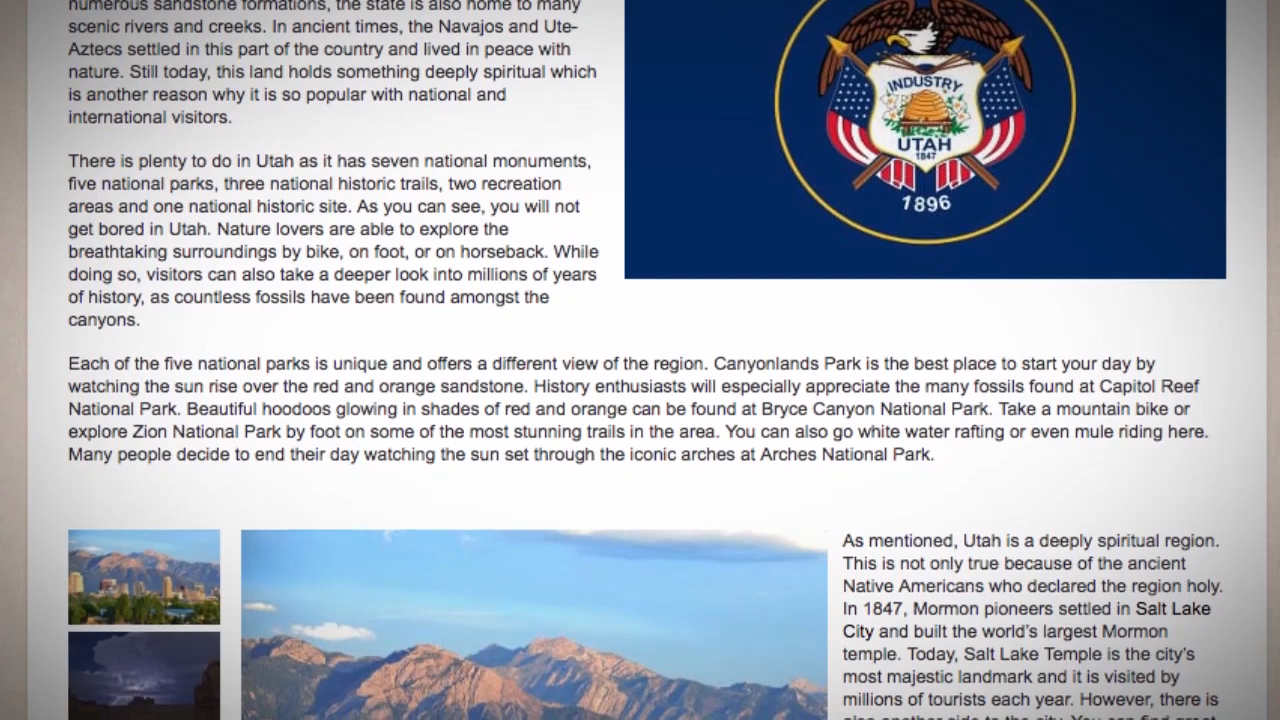 numerous sandstone formations, the state is also home to many
scenic rivers and creeks. In ancient times, the Navajos and Ute-
Aztecs settled in this part of the country and lived in peace with
nature. Still today, this land holds something deeply spiritual which
is another reason why it is so popular with national and
international visitors.
There is plenty to do in Utah as it has seven national monuments,
five national parks, three national historic trails, two recreation
areas and one national historic site. As you can see, you will not
get bored in Utah. Nature lovers are able to explore the
breathtaking surroundings by bike, on foot, or on horseback. While
doing so, visitors can also take a deeper look into millions of years
of history, as countless fossils have been found amongst the
canyons.
INDUSTRY
UTAH
1847
1896
Each of the five national parks is unique and offers a different view of the region. Canyonlands Park is the best place to start your day by
watching the sun rise over the red and orange sandstone. History enthusiasts will especially appreciate the many fossils found at Capitol Reef
National Park. Beautiful hoodoos glowing in shades of red and orange can be found at Bryce Canyon National Park. Take a mountain bike or
explore Zion National Park by foot on some of the most stunning trails in the area. You can also go white water rafting or even mule riding here.
Many people decide to end their day watching the sun set through the iconic arches at Arches National Park.
As mentioned, Utah is a deeply spiritual region.
This is not only true because of the ancient
Native Americans who declared the region holy.
In 1847, Mormon pioneers settled in Salt Lake
City and built the world's largest Mormon
temple. Today, Salt Lake Temple is the city's
most majestic landmark and it is visited by
millions of tourists each year. However, there is
also another side to the city. You can find great